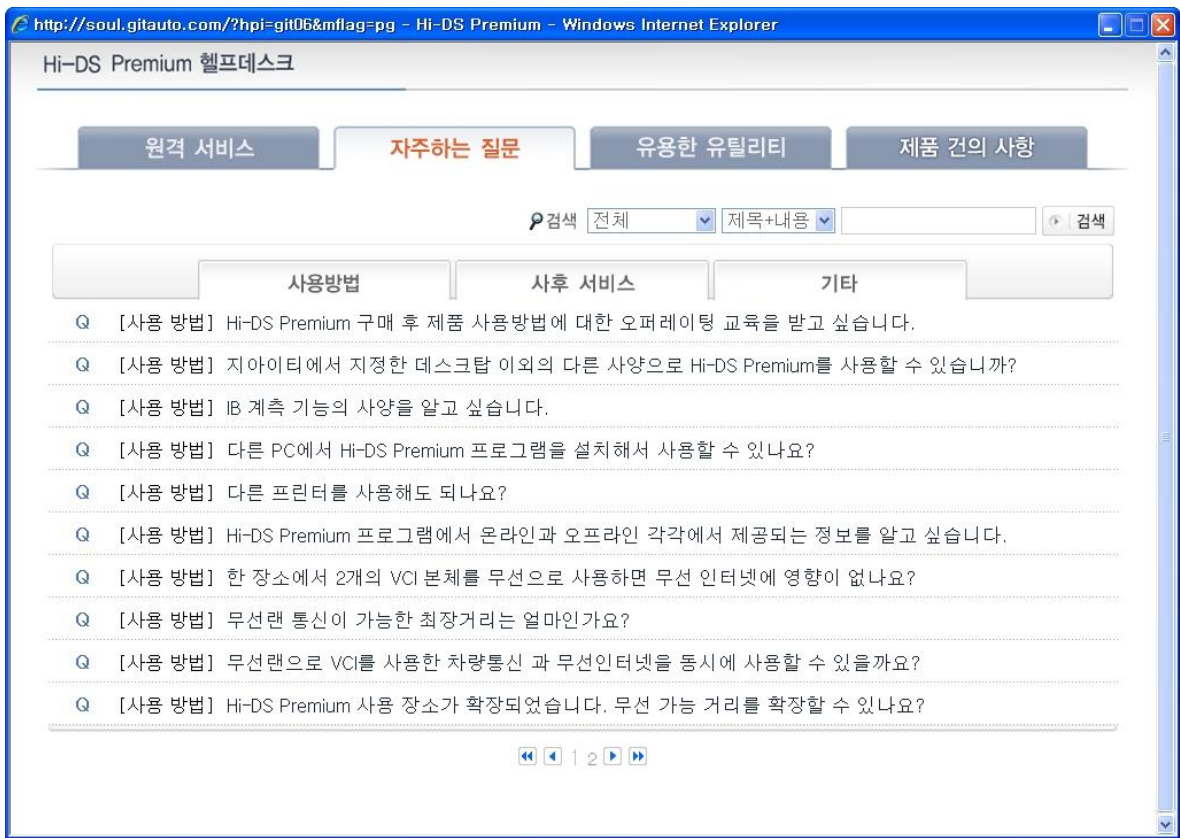 http://soul.gitauto.com/?hpi=git06&mflag=pg - Hi-DS Premium - Windows Internet Explorer
Hi-DS Premium 헬프데스크
원격 서비스 자주하는 질문 유용한 유틸리티 제품 건의 사항
검색 전체 제목+내용 검색
사용방법 사후 서비스 기타
Q [사용 방법] Hi-DS Premium 구매 후 제품 사용방법에 대한 오퍼레이팅 교육을 받고 싶습니다.
Q [사용 방법] 지아이티에서 지정한 데스크탑 이외의 다른 사양으로 Hi-DS Premium를 사용할 수 있습니까?
Q [사용 방법] IB 계측 기능의 사양을 알고 싶습니다.
Q [사용 방법] 다른 PC에서 Hi-DS Premium 프로그램을 설치해서 사용할 수 있나요?
Q [사용 방법] 다른 프린터를 사용해도 되나요?
Q [사용 방법] Hi-DS Premium 프로그램에서 온라인과 오프라인 각각에서 제공되는 정보를 알고 싶습니다.
Q [사용 방법] 한 장소에서 2개의 VCI 본체를 무선으로 사용하면 무선 인터넷에 영향이 없나요?
Q [사용 방법] 무선랜 통신이 가능한 최장거리는 얼마인가요?
Q [사용 방법] 무선랜으로 VCI를 사용한 차량통신 과 무선인터넷을 동시에 사용할 수 있을까요?
Q [사용 방법] Hi-DS Premium 사용 장소가 확장되었습니다. 무선 가능 거리를 확장할 수 있나요?
1 2